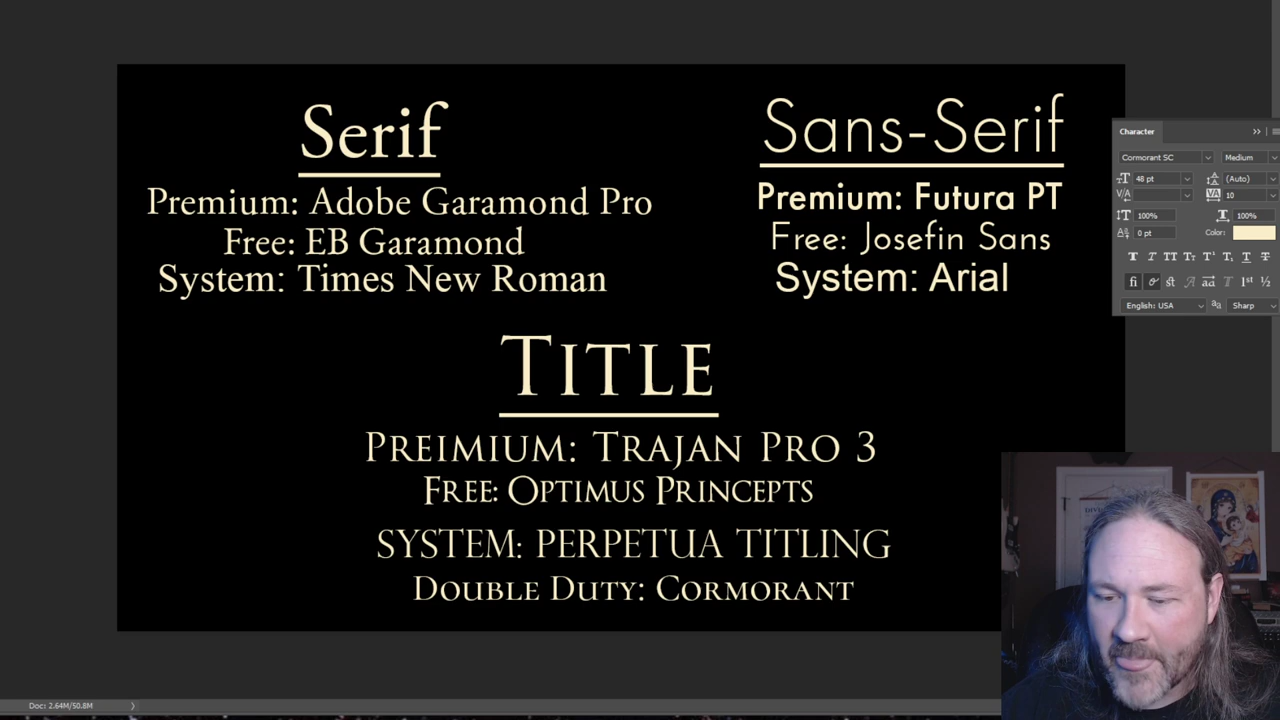 Serif
Premium: Adobe Garamond Pro
Free: EB Garamond
System: Times New Roman
Sans-Serif
Premium: Futura PT
Free: Josefin Sans
System: Arial
TITLE
PREIMIUM: TRAJAN PRO 3
FREE: OPTIMUS PRINCEPTS
SYSTEM: PERPETUA TITLING
DOUBLE DUTY: CORMORANT
Character
Cormorant SC Medium
48 pt (Auto)
10
100% 100%
0 pt Color:
English: USA Sharp
Doc: 2.64M/50.8M